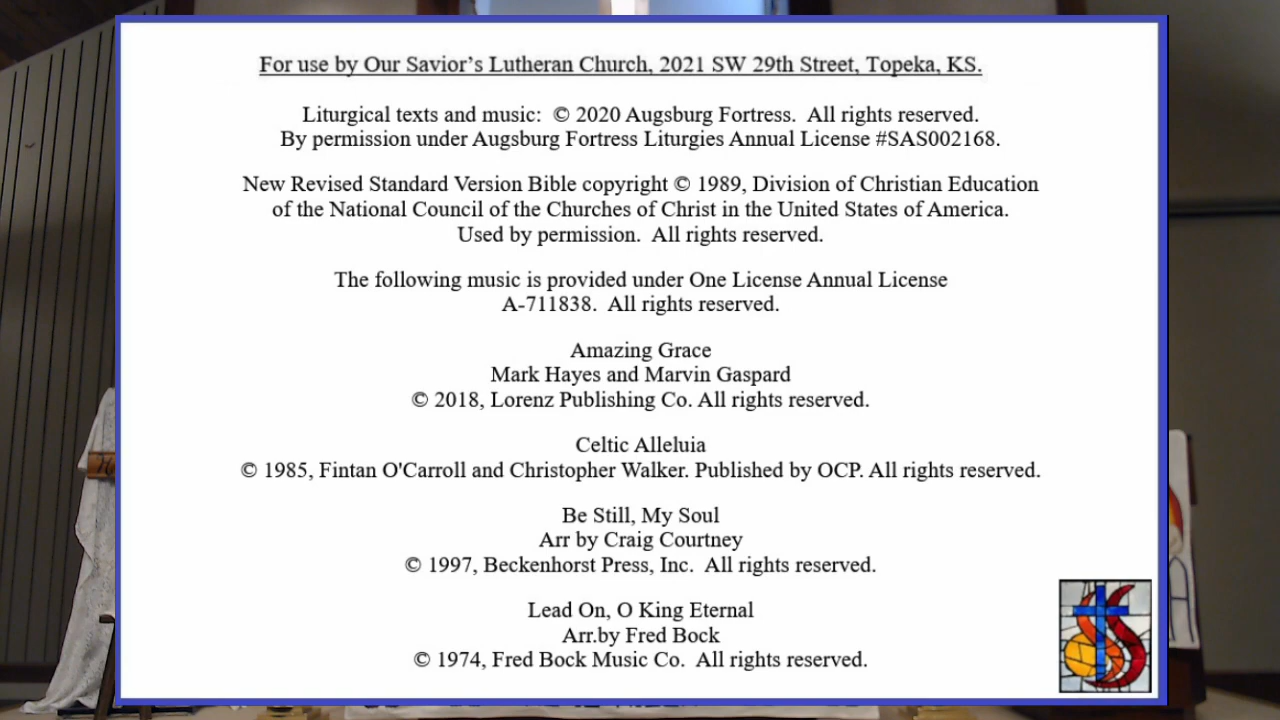 For use by Our Savior’s Lutheran Church, 2021 SW 29th Street, Topeka, KS.
Liturgical texts and music:  © 2020 Augsburg Fortress.  All rights reserved.
By permission under Augsburg Fortress Liturgies Annual License #SAS002168.
New Revised Standard Version Bible copyright © 1989, Division of Christian Education
of the National Council of the Churches of Christ in the United States of America.
Used by permission.  All rights reserved.
The following music is provided under One License Annual License
A-711838.  All rights reserved.
Amazing Grace
Mark Hayes and Marvin Gaspard
© 2018, Lorenz Publishing Co. All rights reserved.
Celtic Alleluia
© 1985, Fintan O'Carroll and Christopher Walker. Published by OCP. All rights reserved.
Be Still, My Soul
Arr by Craig Courtney
© 1997, Beckenhorst Press, Inc.  All rights reserved.
Lead On, O King Eternal
Arr.by Fred Bock
© 1974, Fred Bock Music Co.  All rights reserved.